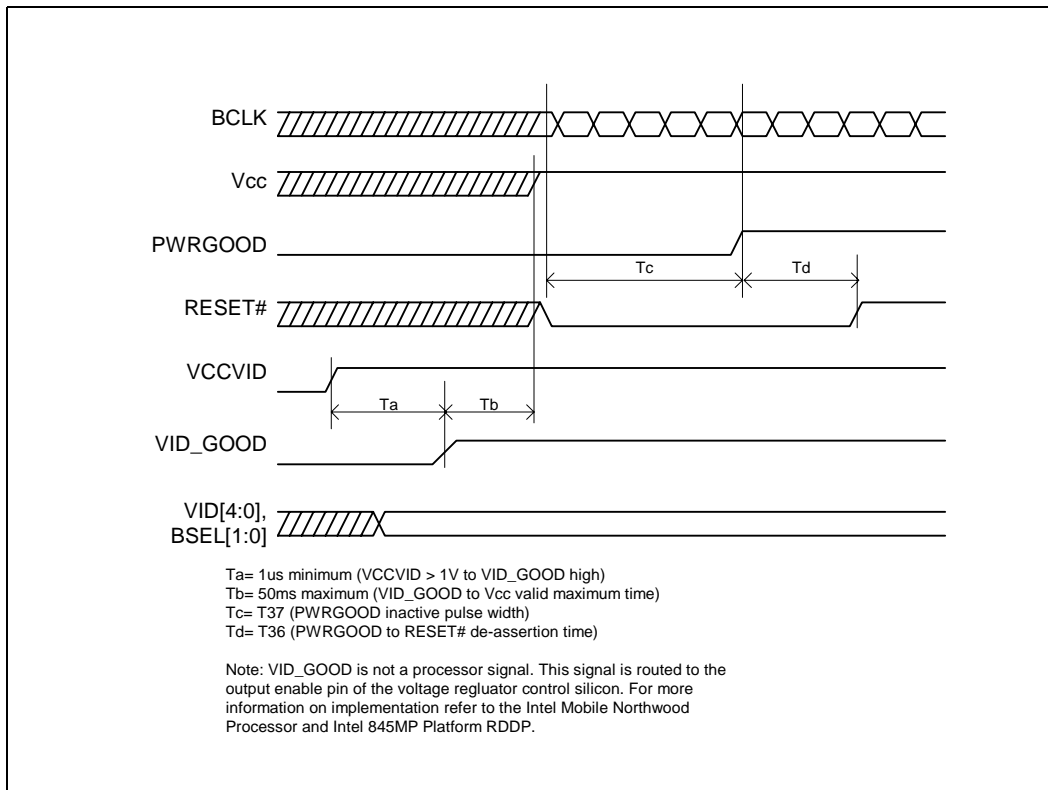 BCLK
Vcc
PWRGOOD
Tc
Td
RESET#
VCCVID
Ta
Tb
VID_GOOD
VID[4:0],
BSEL[1:0]
Ta= 1us minimum (VCCVID > 1V to VID_GOOD high)
Tb= 50ms maximum (VID_GOOD to Vcc valid maximum time)
Tc= T37 (PWRGOOD inactive pulse width)
Td= T36 (PWRGOOD to RESET# de-assertion time)
Note: VID_GOOD is not a processor signal. This signal is routed to the
output enable pin of the voltage regluator control silicon. For more
information on implementation refer to the Intel Mobile Northwood
Processor and Intel 845MP Platform RDDP.